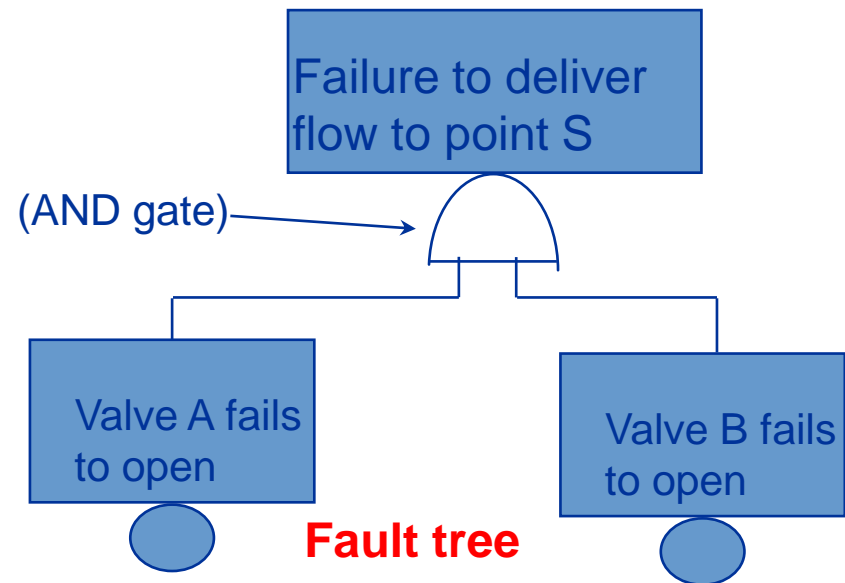 Failure to deliver
flow to point S
(AND gate)
Valve A fails
to open
Valve B fails
to open
Fault tree